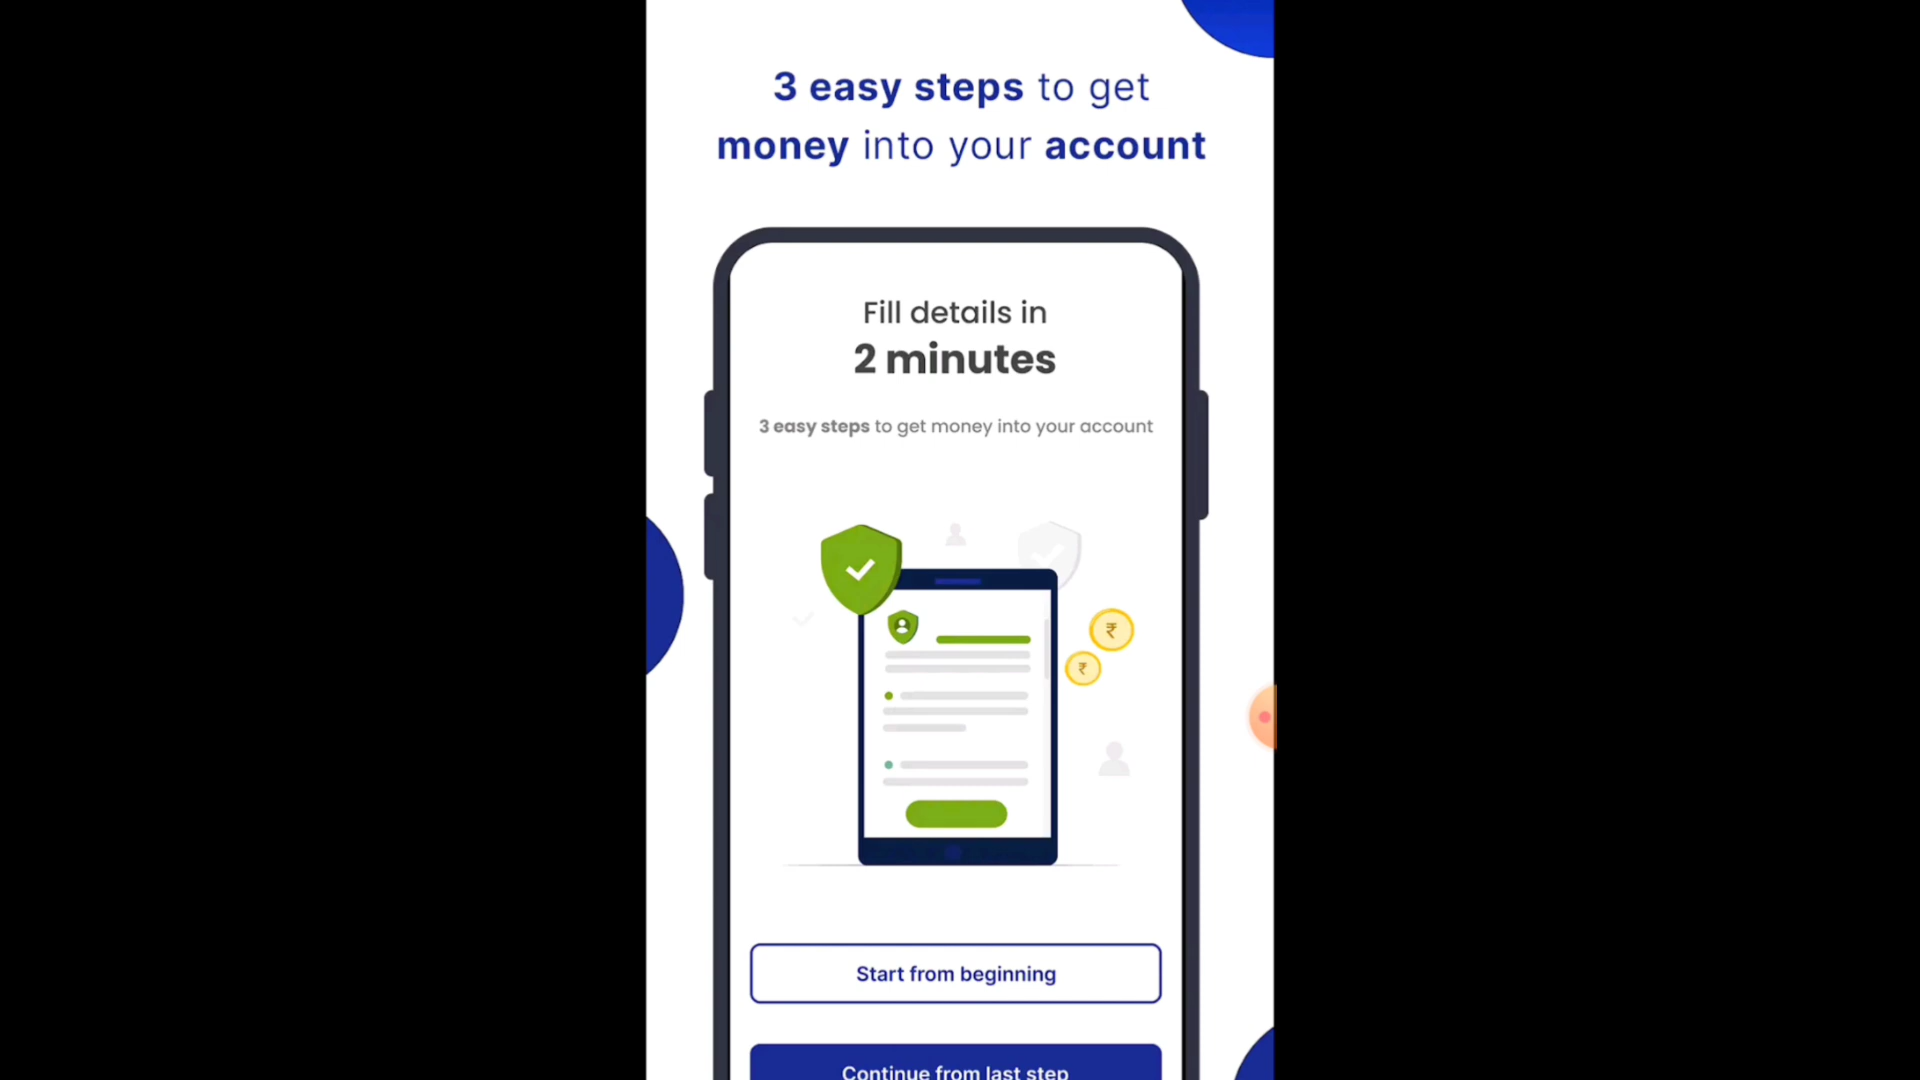 3 easy steps to get
money into your account
Fill details in
2 minutes
3 easy steps to get money into your account
₹
₹
Start from beginning
Continue from last step